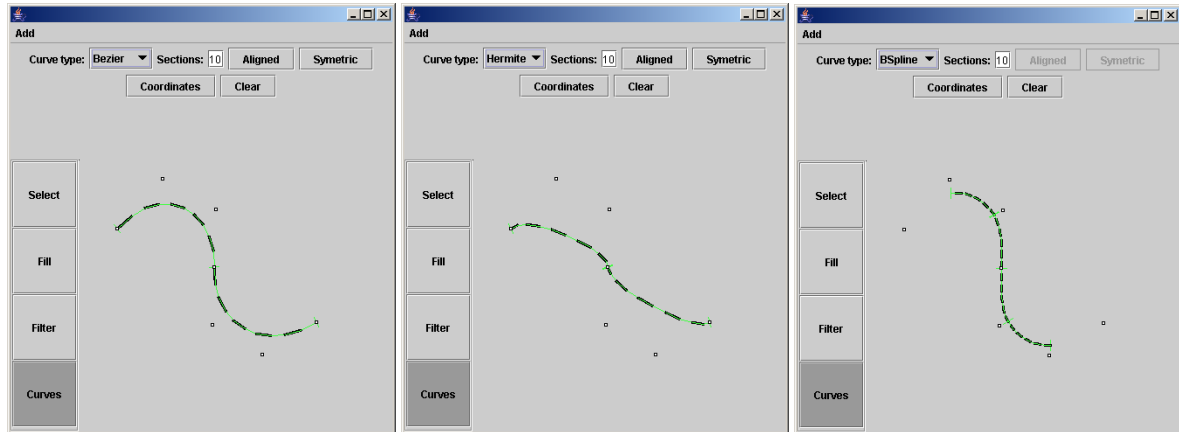 Add
Curve type: Bezier Sections: 10 Aligned Symetric
Coordinates Clear
Select
Fill
Filter
Curves
Add
Curve type: Hermite Sections: 10 Aligned Symetric
Coordinates Clear
Select
Fill
Filter
Curves
Add
Curve type: BSpline Sections: 10 Aligned Symetric
Coordinates Clear
Select
Fill
Filter
Curves